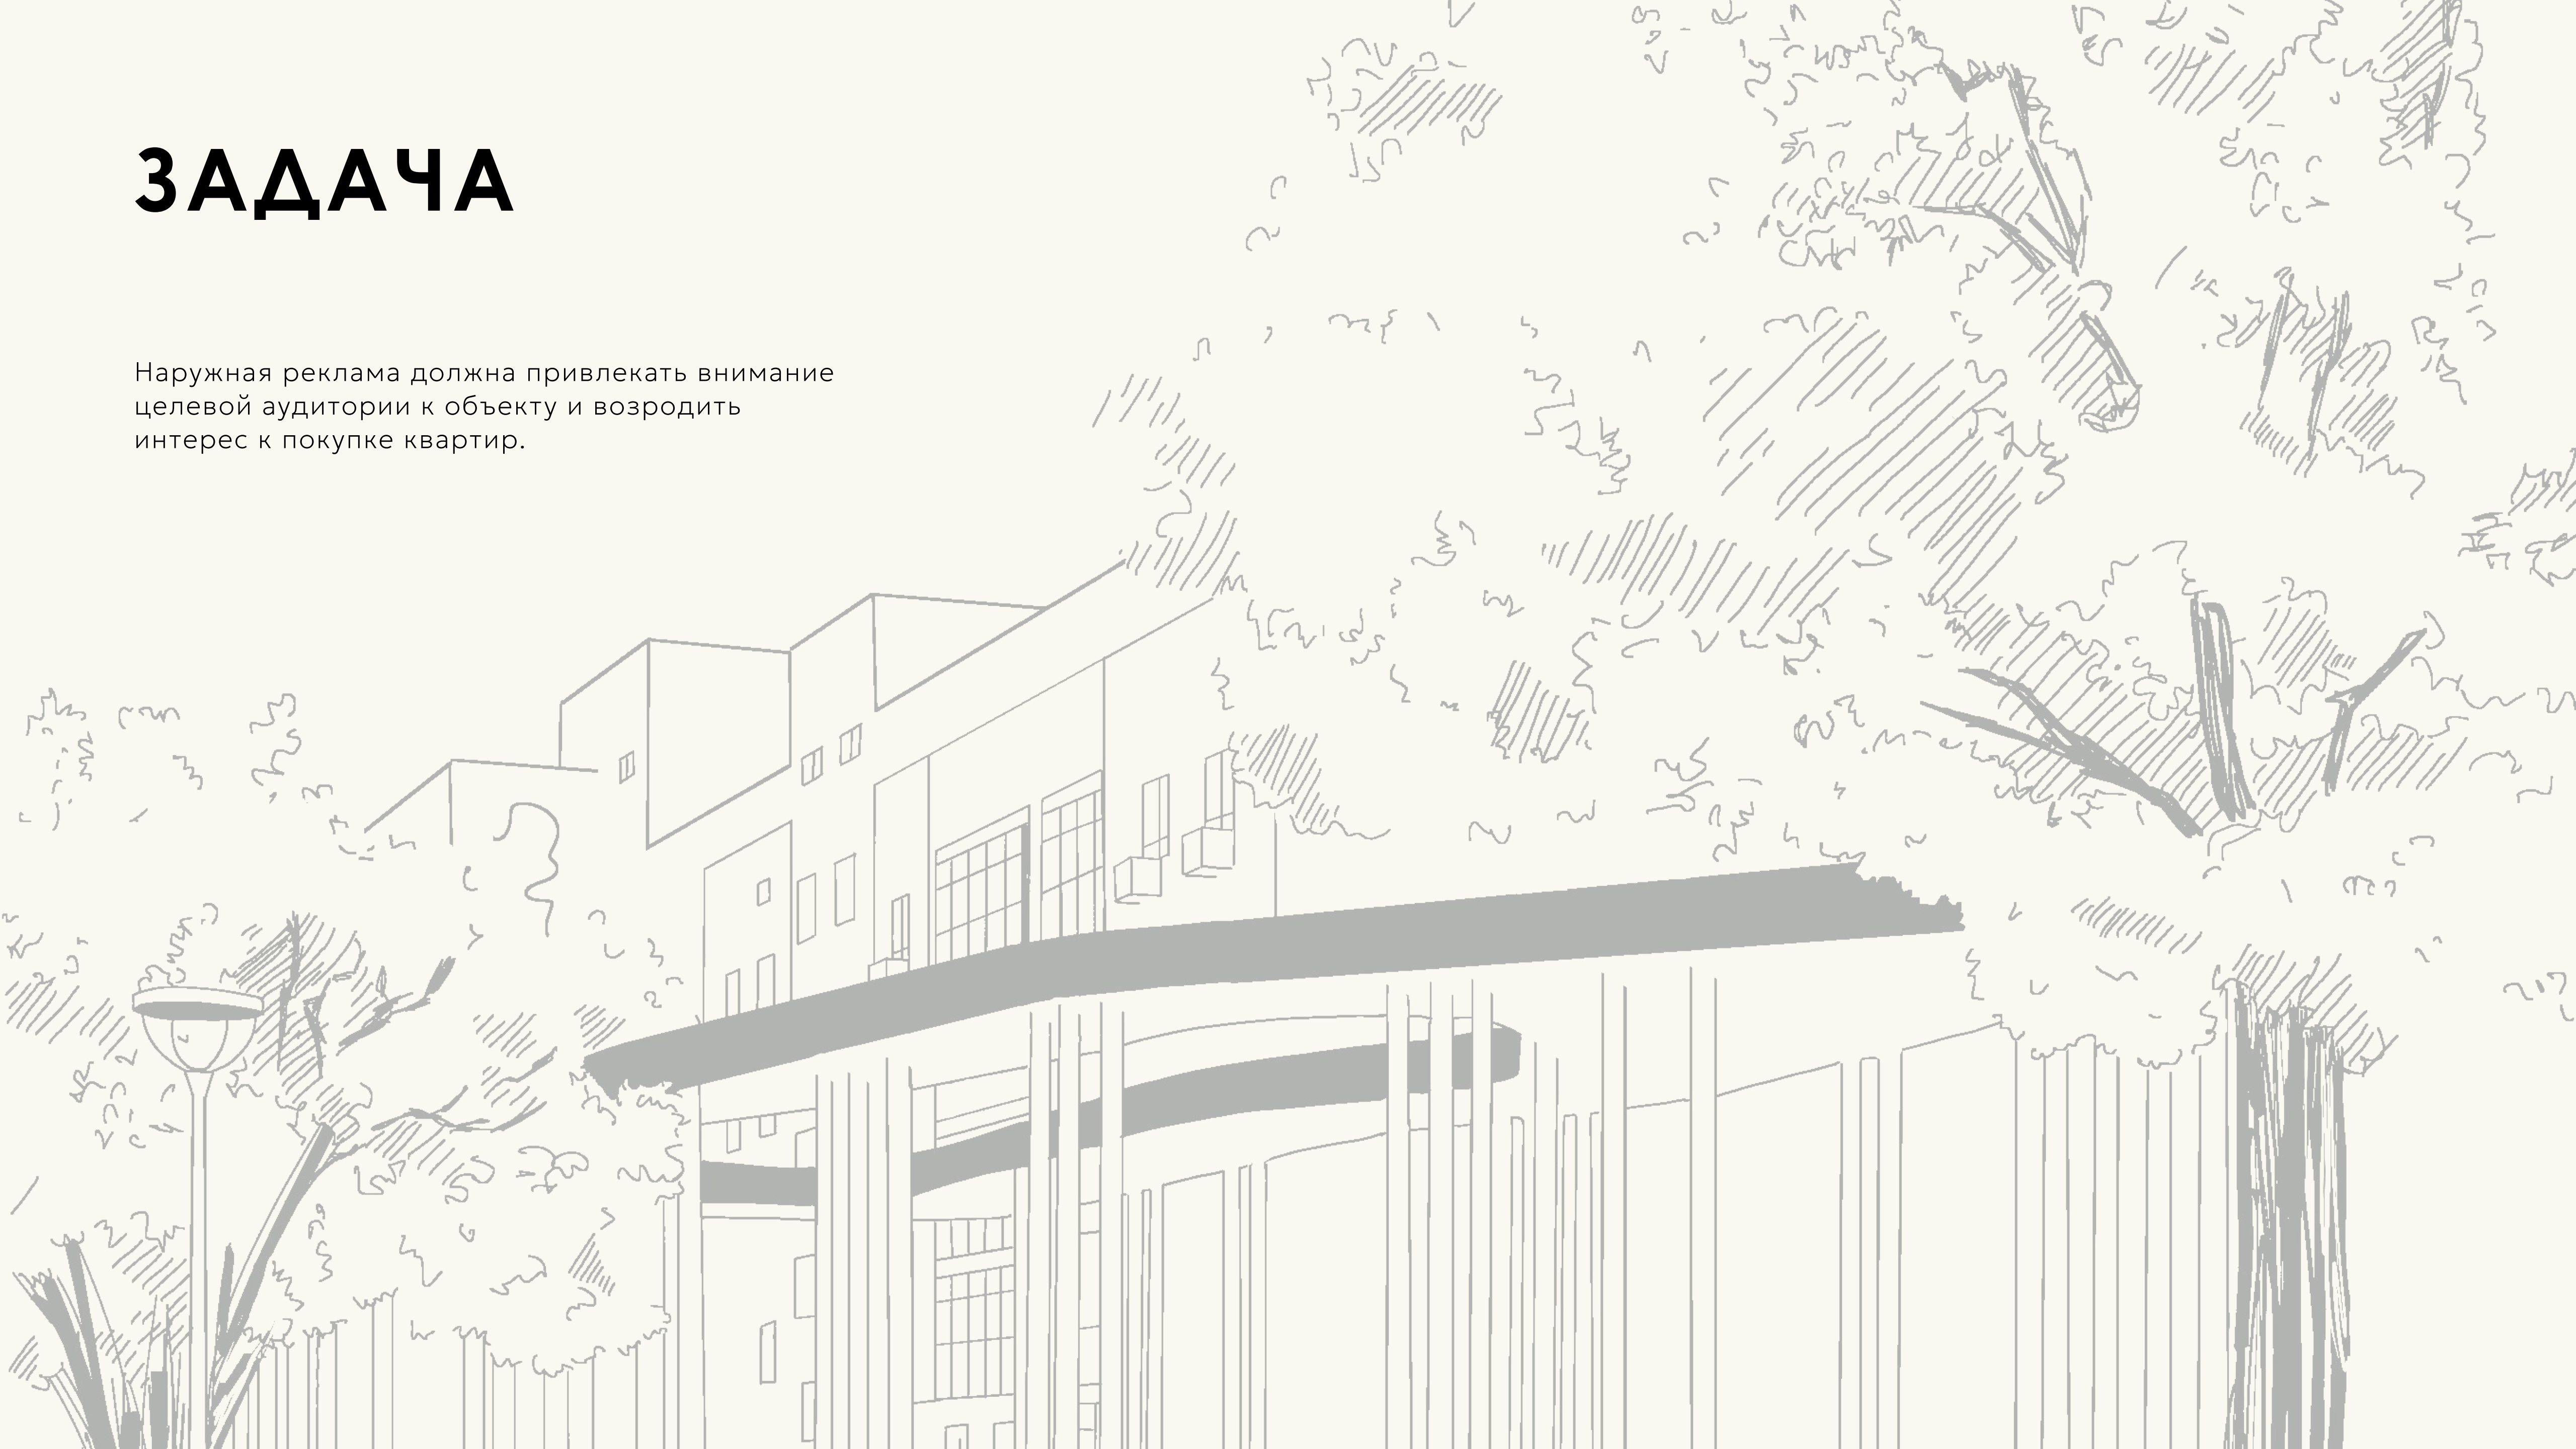 ЗАДАЧА
Наружная реклама должна привлекать внимание
целевой аудитории к объекту и возродить
интерес к покупке квартир.